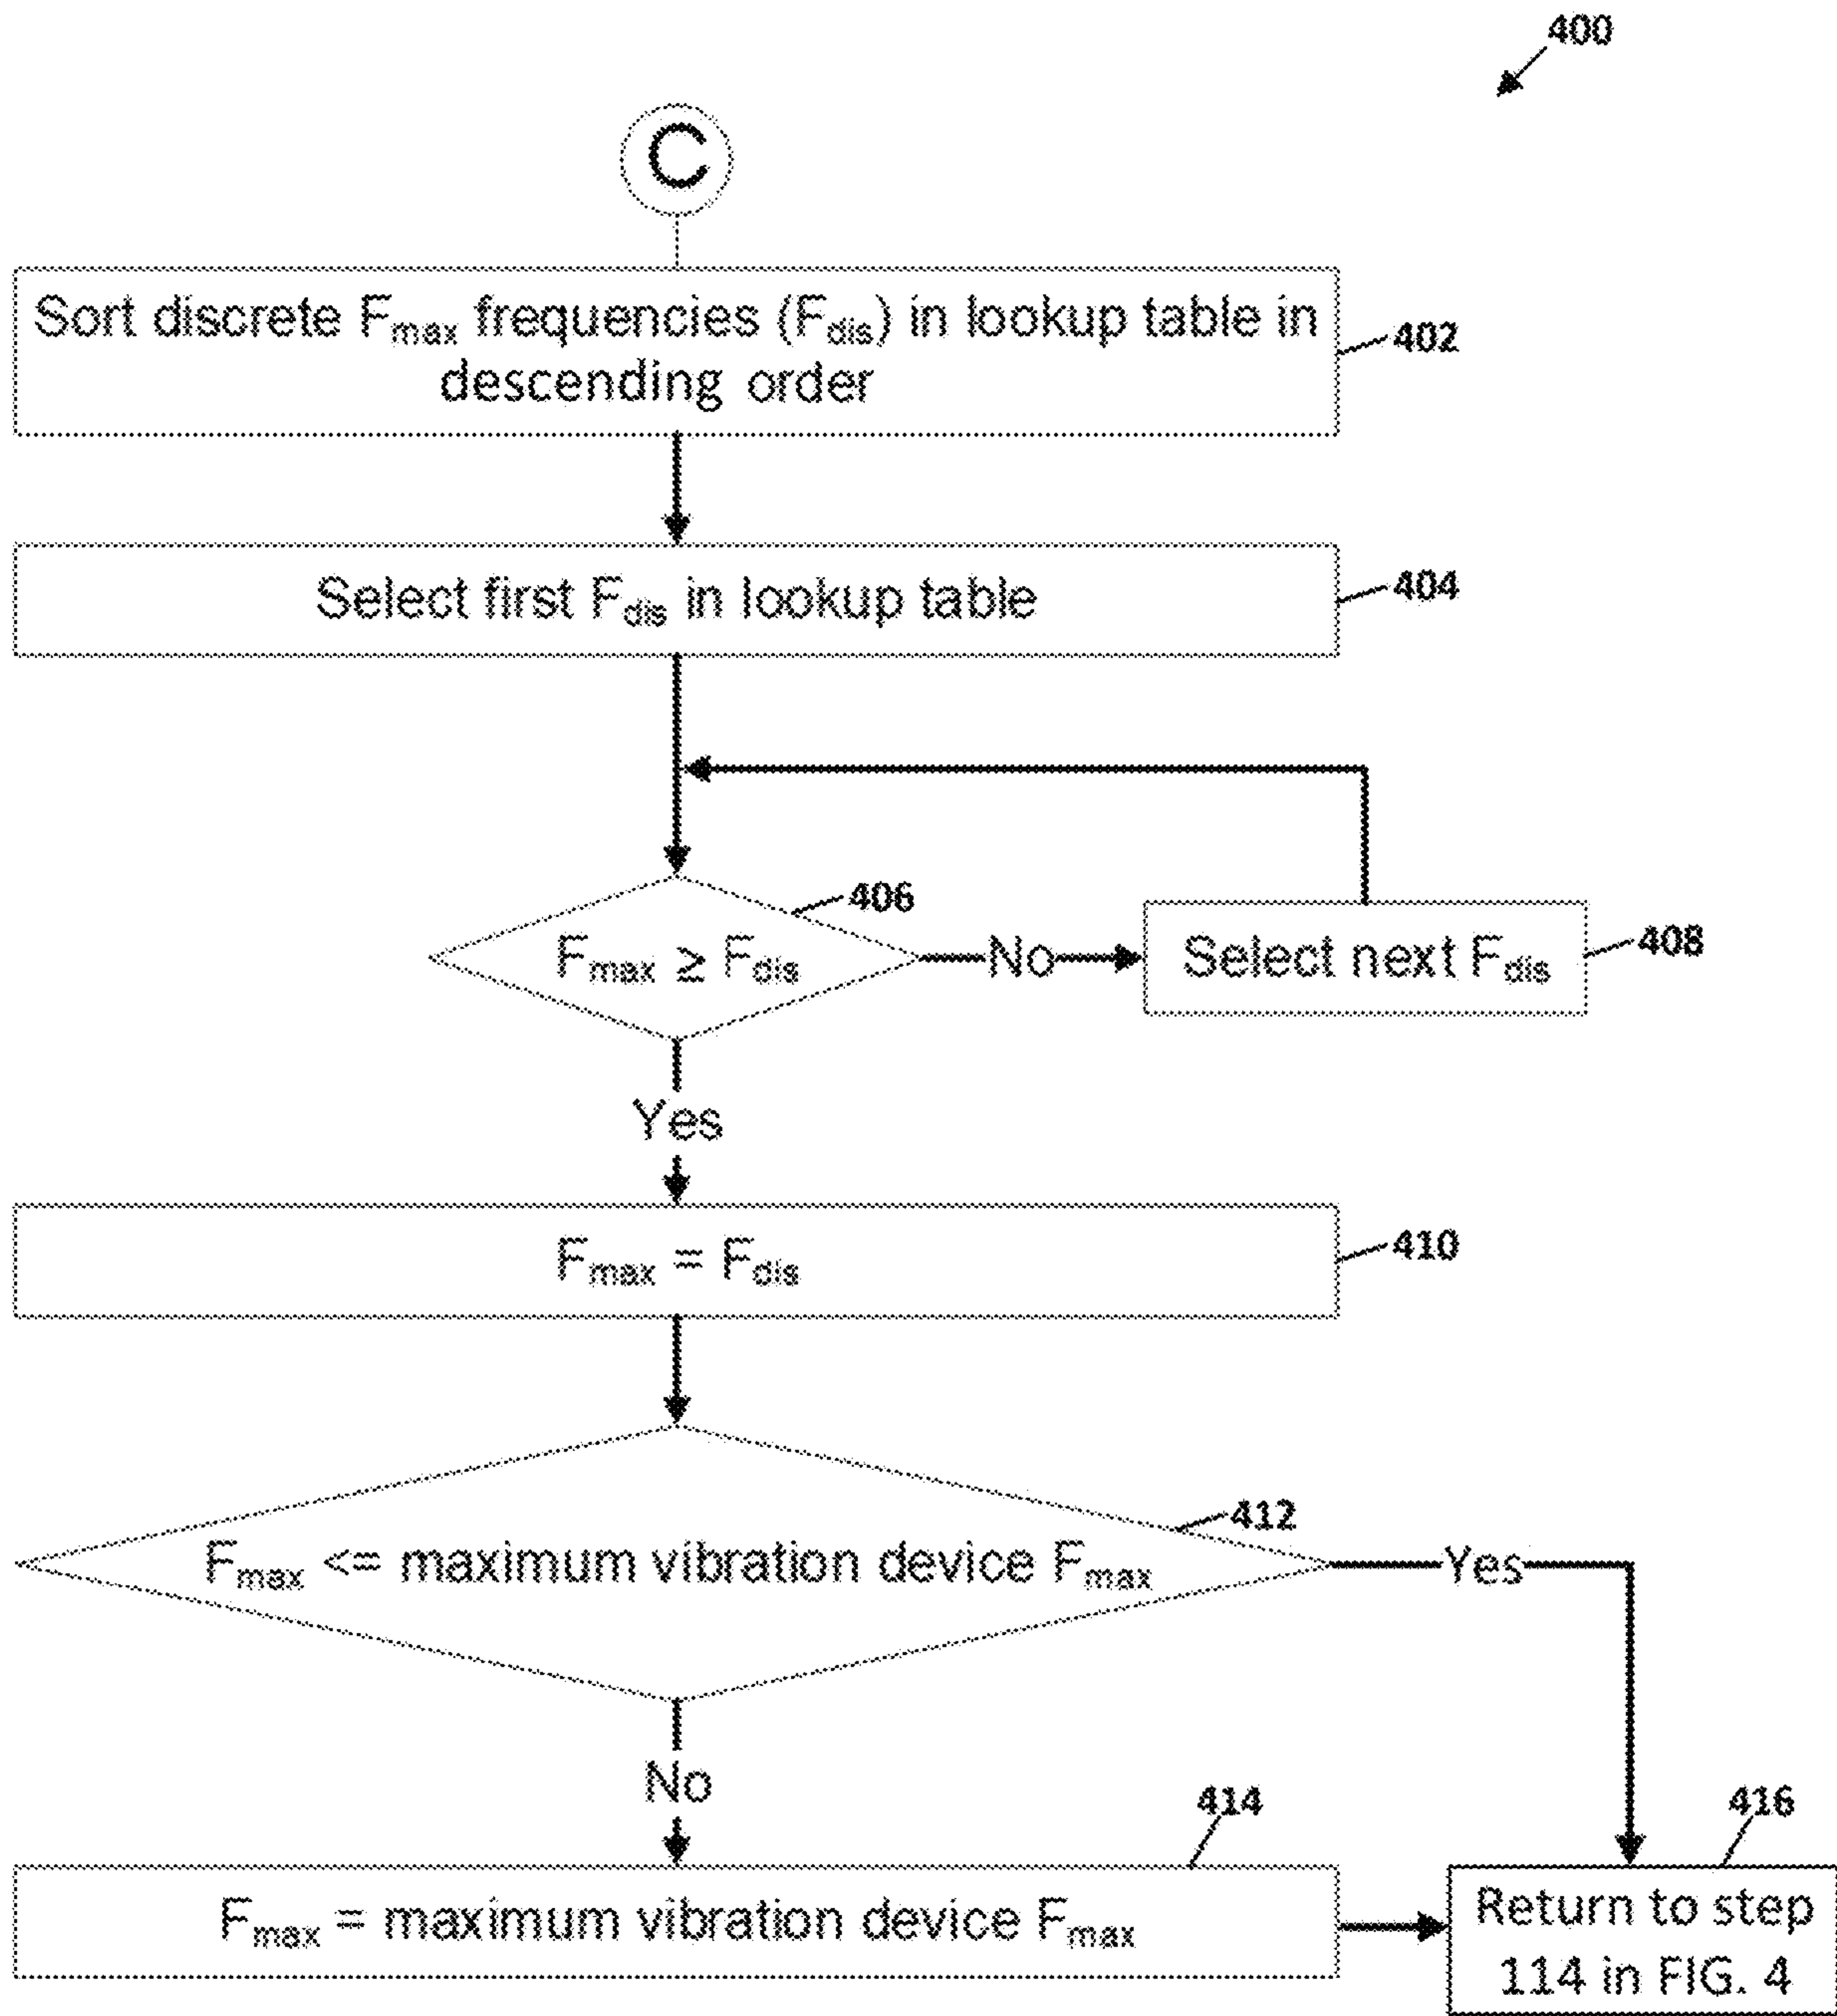 400
C
Sort discrete Fmax frequencies (Fdis) in lookup table in
descending order
402
Select first Fdis in lookup table
404
406
Fmax ≥ Fdis
No
Select next Fdis
408
Yes
Fmax = Fdis
410
412
Fmax <= maximum vibration device Fmax
Yes
No
414
416
Fmax = maximum vibration device Fmax
Return to step
114 in FIG. 4